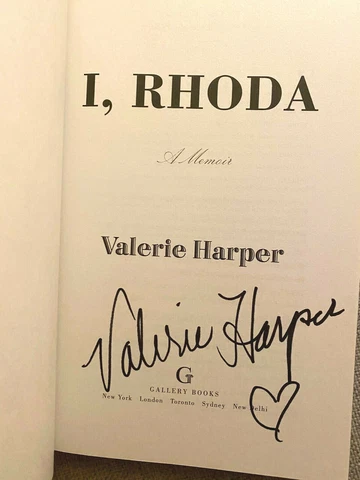 I, RHODA
A Memoir
Valerie Harper
Valerie Harper
G
GALLERY BOOKS
New York London Toronto Sydney New Delhi